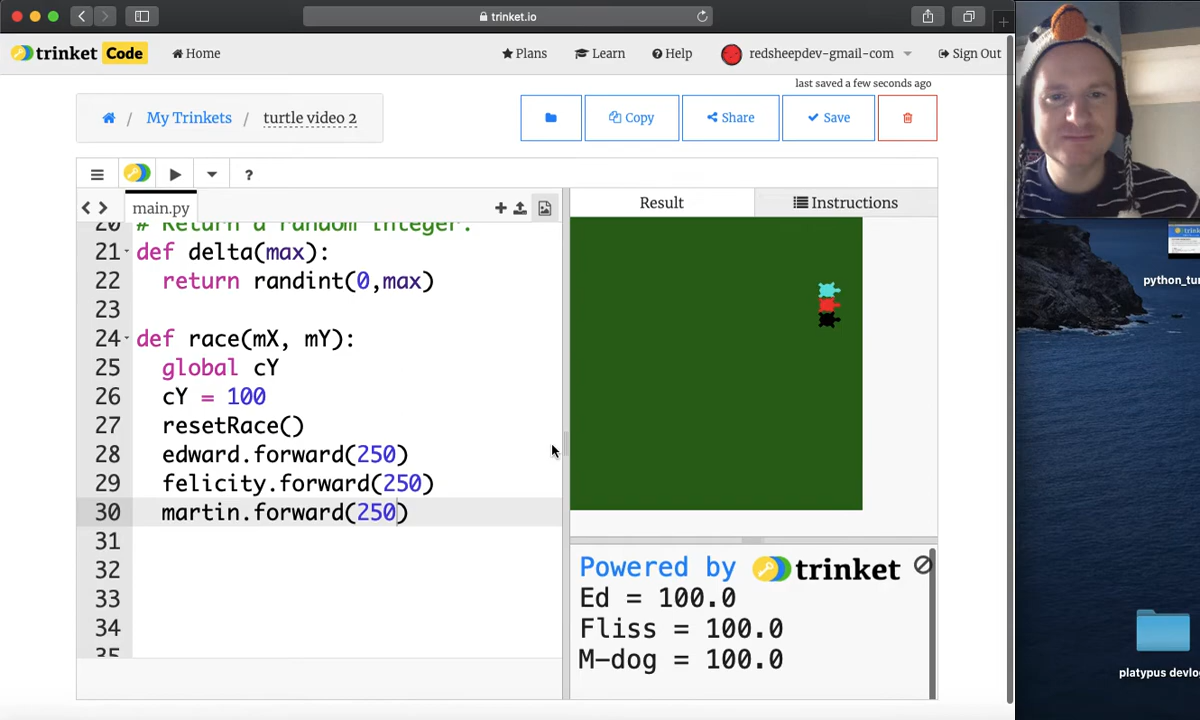 trinket.io
trinket Code
Home
Plans
Learn
Help
redsheepdev-gmail-com
Sign Out
last saved a few seconds ago
/ My Trinkets / turtle video 2
Copy
Share
Save
?
main.py
Result
Instructions
20 # Return a random integer.
21 def delta(max):
22 return randint(0,max)
23
24 def race(mX, mY):
25 global cY
26 cY = 100
27 resetRace()
28 edward.forward(250)
29 felicity.forward(250)
30 martin.forward(250)
31
32
33
34
35
Powered by trinket
Ed = 100.0
Fliss = 100.0
M-dog = 100.0
python_tu
platypus devlo